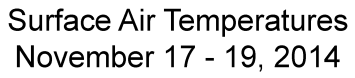 Surface Air Temperatures
November 17 - 19, 2014